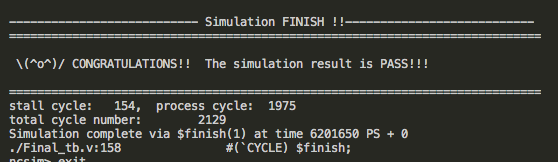 --------------------------- Simulation FINISH !!---------------------------
============================================================================
\(^o^)/ CONGRATULATIONS!!  The simulation result is PASS!!!
============================================================================
stall cycle:   154,  process cycle:  1975
total cycle number:        2129
Simulation complete via $finish(1) at time 6201650 PS + 0
./Final_tb.v:158               #(`CYCLE) $finish;
ncsim> exit